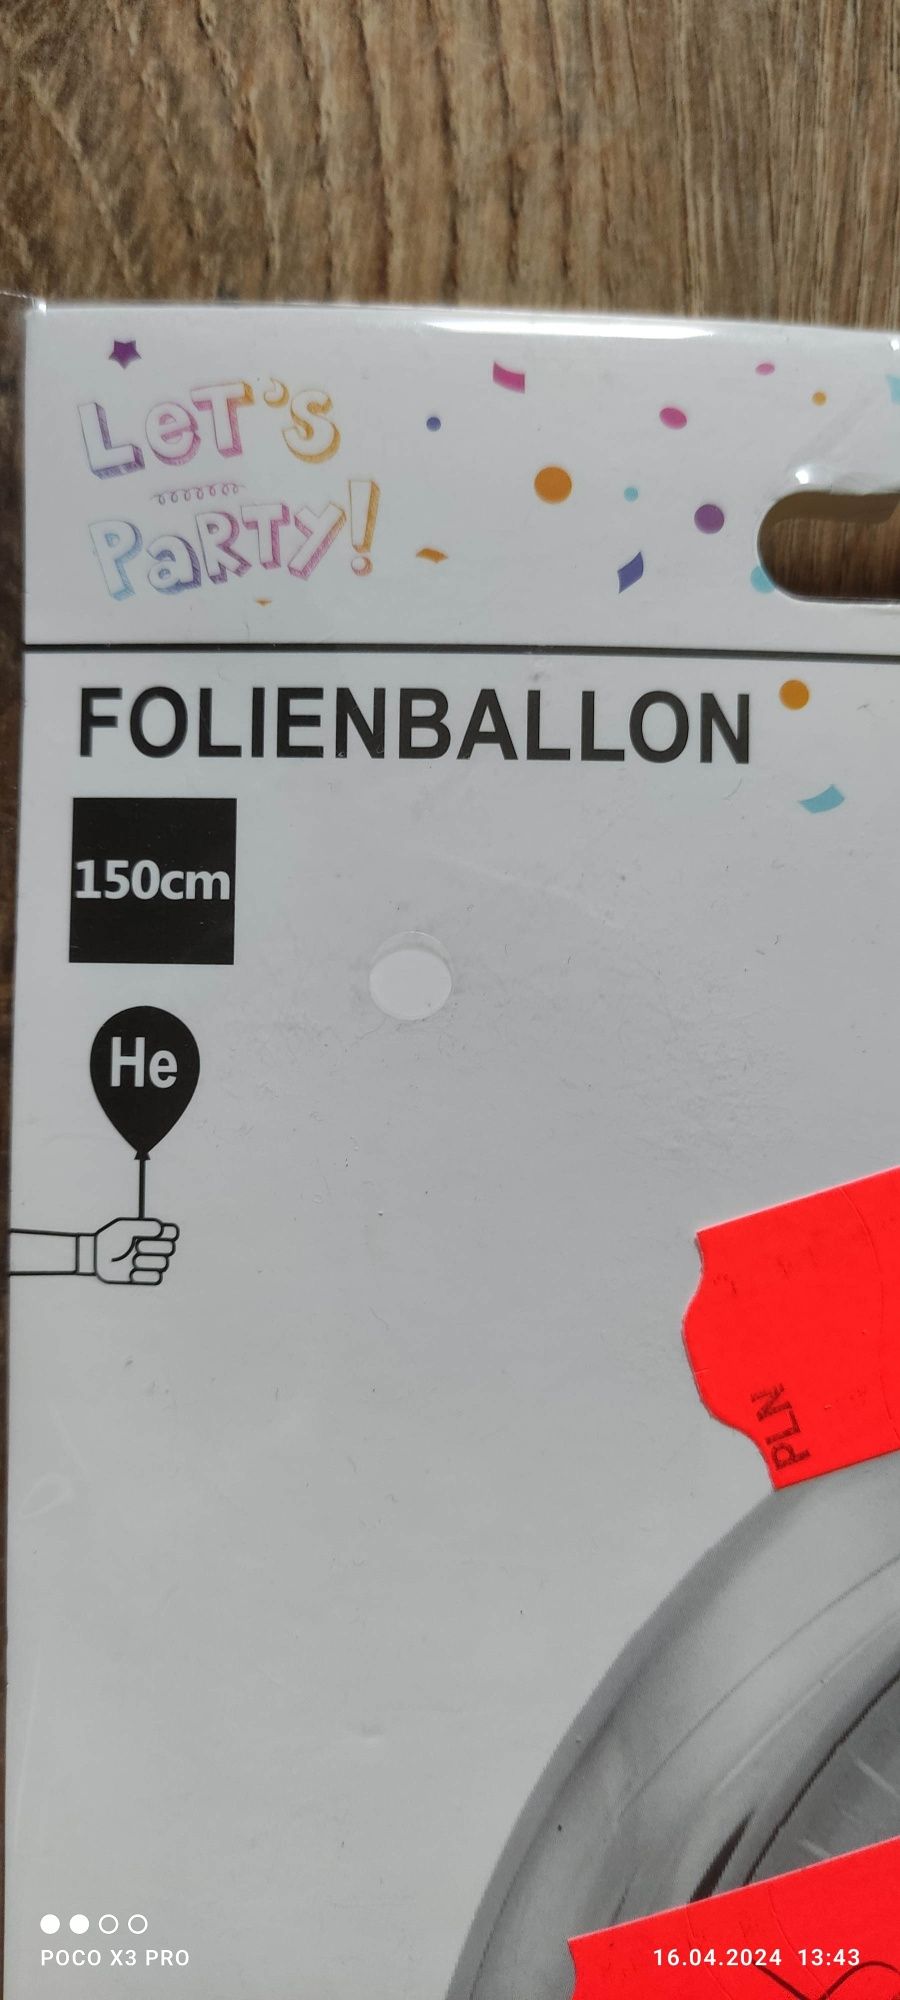 LeT's
PaRTy!
FOLIENBALLON
150cm
He
PLN
POCO X3 PRO
16.04.2024 13:43